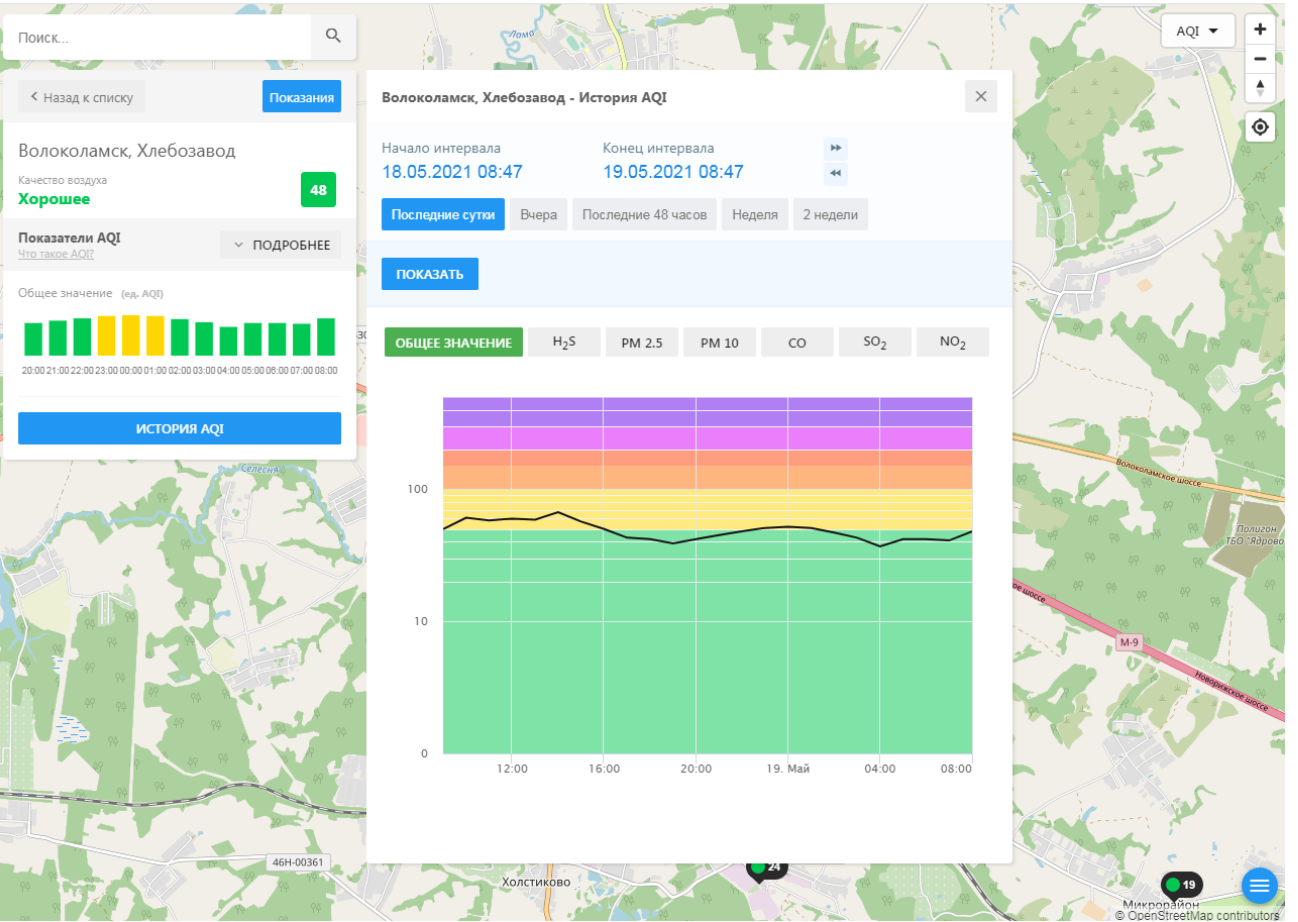 Поиск...
AQI
Назад к списку
Показания
Волоколамск, Хлебозавод
Качество воздуха
Хорошее
48
Показатели AQI
Что такое AQI?
ПОДРОБНЕЕ
Общее значение (ед. AQI)
20:00 21:00 22:00 23:00 00:00 01:00 02:00 03:00 04:00 05:00 06:00 07:00 08:00
ИСТОРИЯ AQI
Волоколамск, Хлебозавод - История AQI
Начало интервала
Конец интервала
18.05.2021 08:47
19.05.2021 08:47
Последние сутки
Вчера
Последние 48 часов
Неделя
2 недели
ПОКАЗАТЬ
ОБЩЕЕ ЗНАЧЕНИЕ
H2S
PM 2.5
PM 10
CO
SO2
NO2
100
10
0
12:00
16:00
20:00
19. Май
04:00
08:00
Лама
Селесня
Волоколамское шоссе
Полигон
ТБО "Ядрово
М-9
Новорижское шоссе
46Н-00361
Холстиково
24
19
Микрорайон
© OpenStreetMap contributors